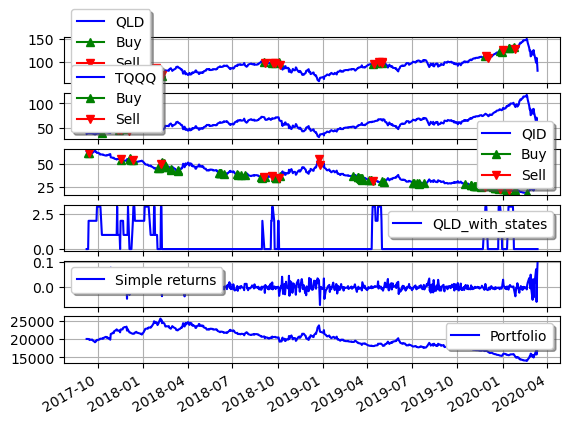 QLD
Buy
Sell
150
100
TQQQ
Buy
Sell
100
50
QID
Buy
Sell
50
25
QLD_with_states
2.5
0.0
Simple returns
0.1
0.0
Portfolio
25000
20000
15000
2017-10 2018-01 2018-04 2018-07 2018-10 2019-01 2019-04 2019-07 2019-10 2020-01 2020-04